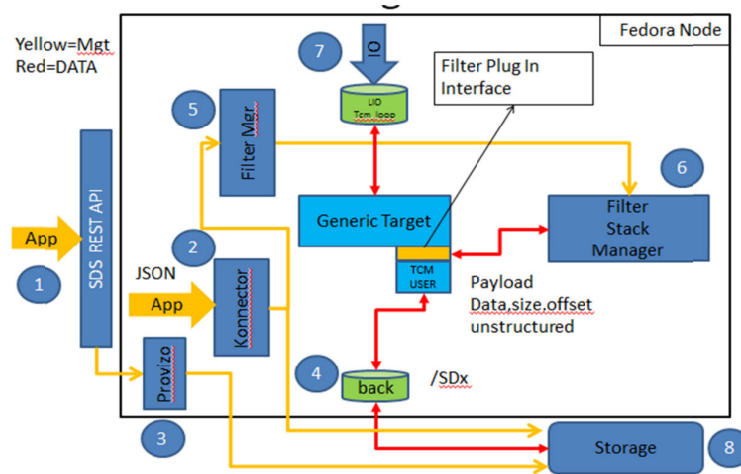 Yellow=Mgt
Red=DATA
Fedora Node
7
IO
Filter Plug In
Interface
LIO
Tcm_loop
5
Filter Mgr
6
Generic Target
Filter
Stack
Manager
SDS REST API
App
1
2
JSON
App
Konnector
TCM
USER
Payload
Data,size,offset
unstructured
Provizo
3
4
back
/SDx
Storage
8